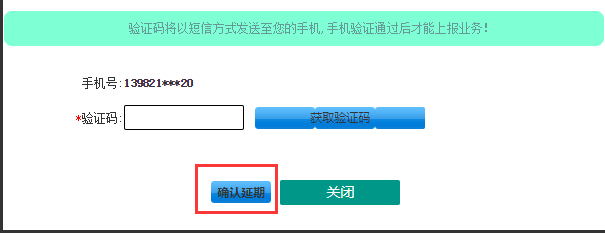 验证码将以短信方式发送至您的手机,手机验证通过后才能上报业务!
手机号:139821***20
*验证码: 获取验证码
确认延期 关闭